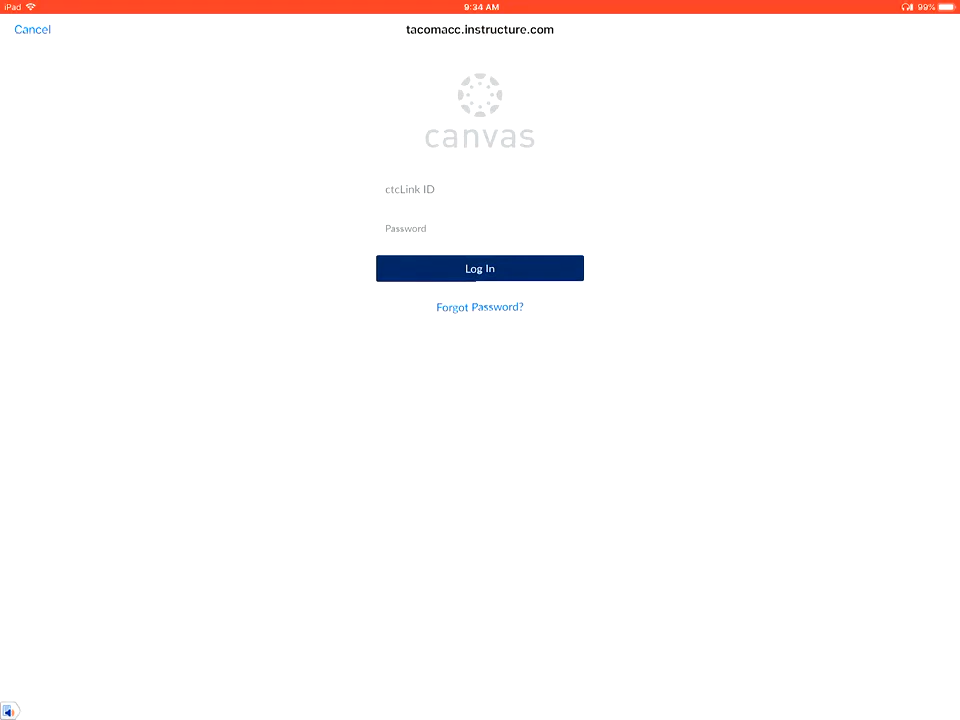 iPad 9:34 AM 99%
Cancel tacomacc.instructure.com
canvas
ctcLink ID
Password
Log In
Forgot Password?